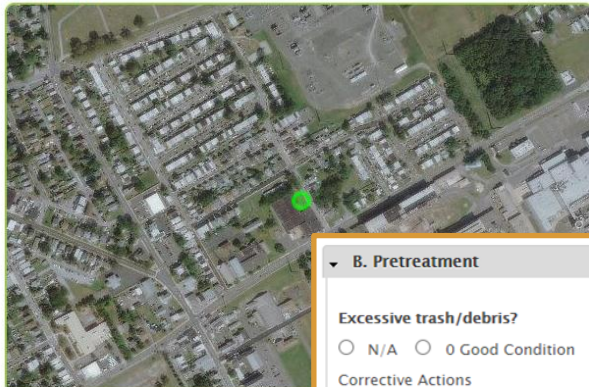 B. Pretreatment
Excessive trash/debris?
N/A 0 Good Condition
Corrective Actions